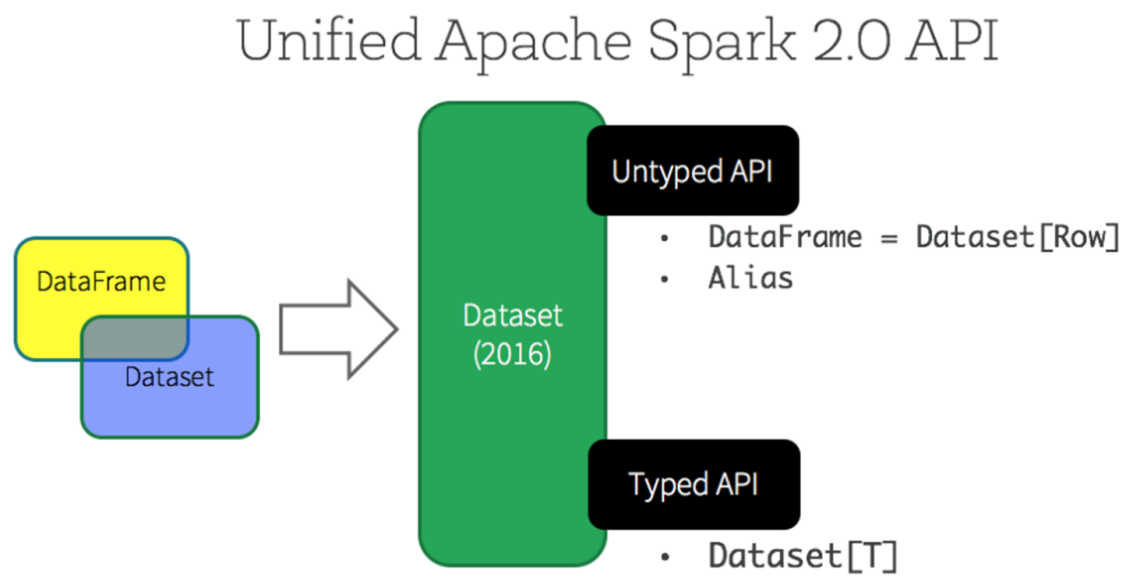 Unified Apache Spark 2.0 API
DataFrame
Dataset
Dataset
(2016)
Untyped API
• DataFrame = Dataset[Row]
• Alias
Typed API
• Dataset[T]